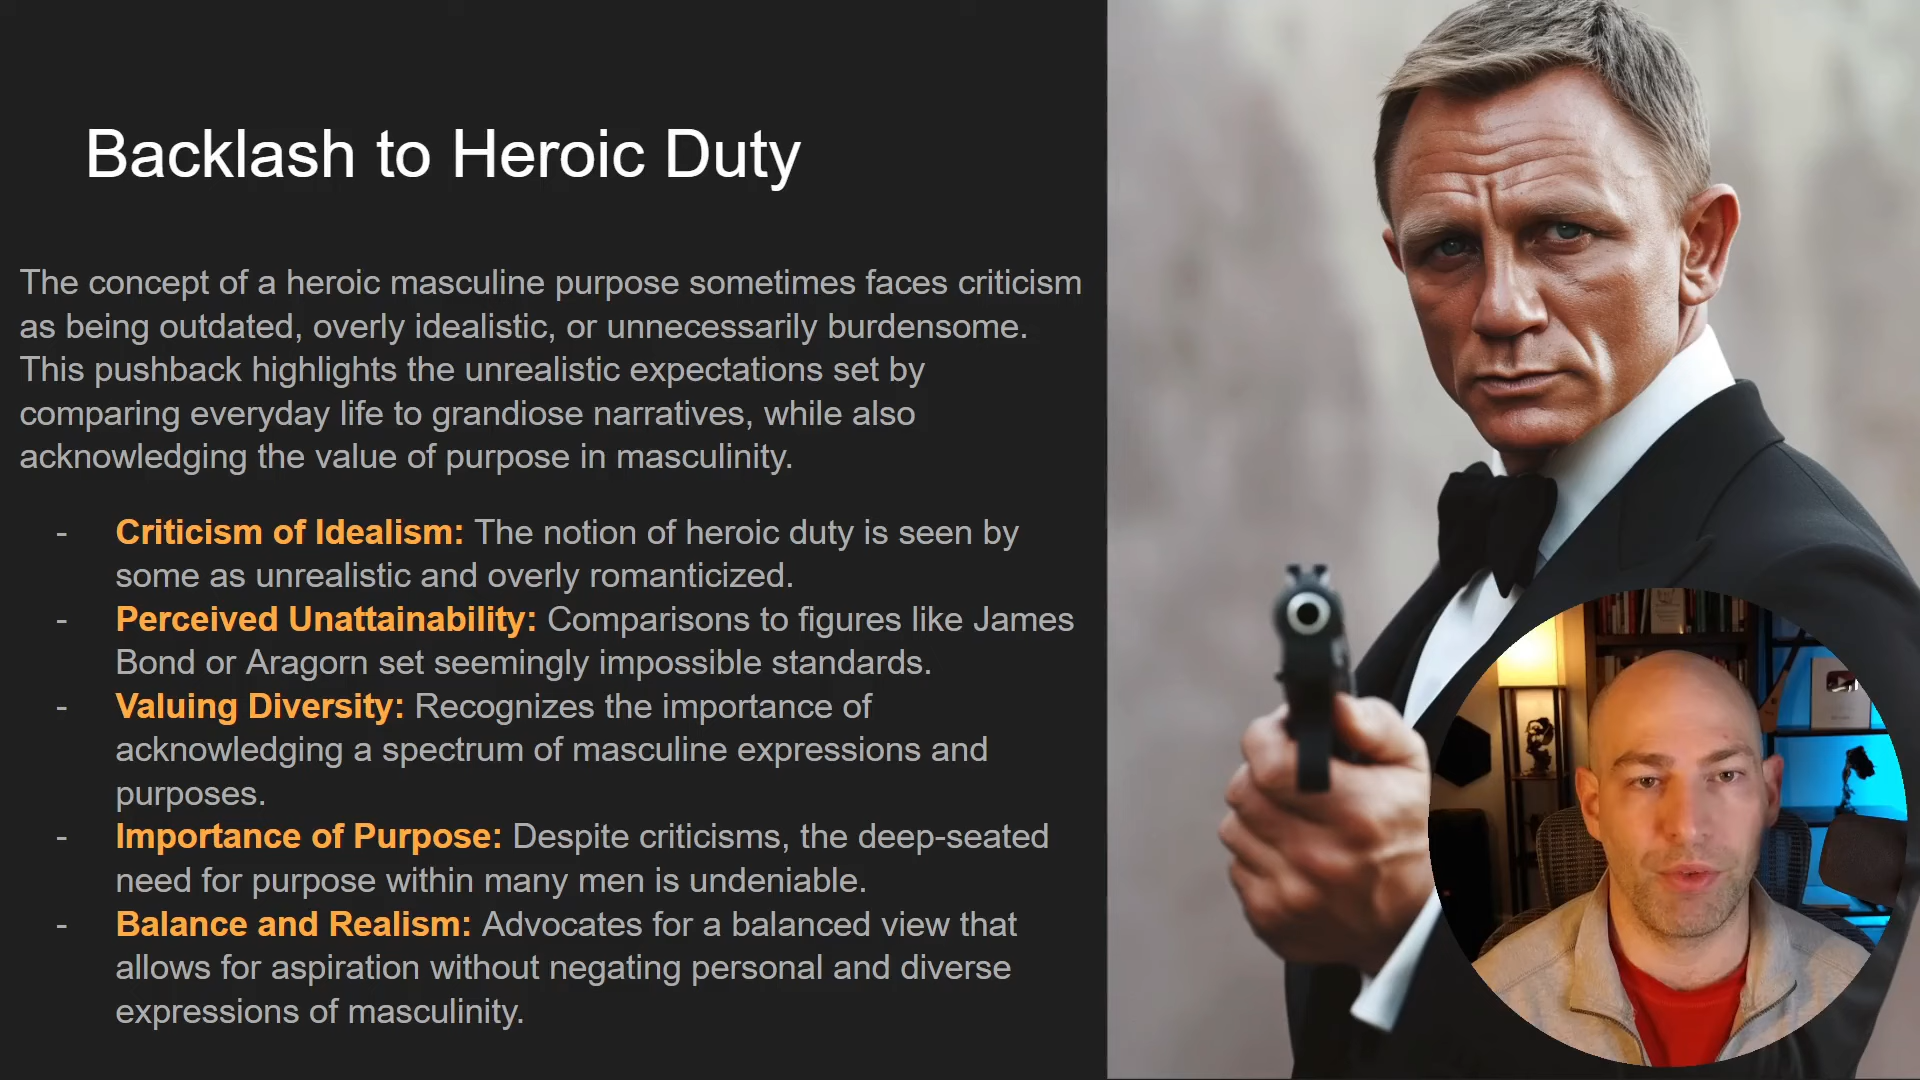 Backlash to Heroic Duty
The concept of a heroic masculine purpose sometimes faces criticism
as being outdated, overly idealistic, or unnecessarily burdensome.
This pushback highlights the unrealistic expectations set by
comparing everyday life to grandiose narratives, while also
acknowledging the value of purpose in masculinity.
- Criticism of Idealism: The notion of heroic duty is seen by
some as unrealistic and overly romanticized.
- Perceived Unattainability: Comparisons to figures like James
Bond or Aragorn set seemingly impossible standards.
- Valuing Diversity: Recognizes the importance of
acknowledging a spectrum of masculine expressions and
purposes.
- Importance of Purpose: Despite criticisms, the deep-seated
need for purpose within many men is undeniable.
- Balance and Realism: Advocates for a balanced view that
allows for aspiration without negating personal and diverse
expressions of masculinity.